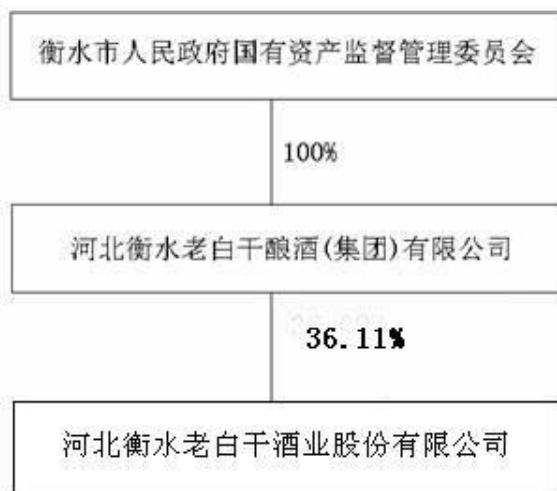 衡水市人民政府国有资产监督管理委员会
100%
河北衡水老白干酿酒(集团)有限公司
36.11%
河北衡水老白干酒业股份有限公司